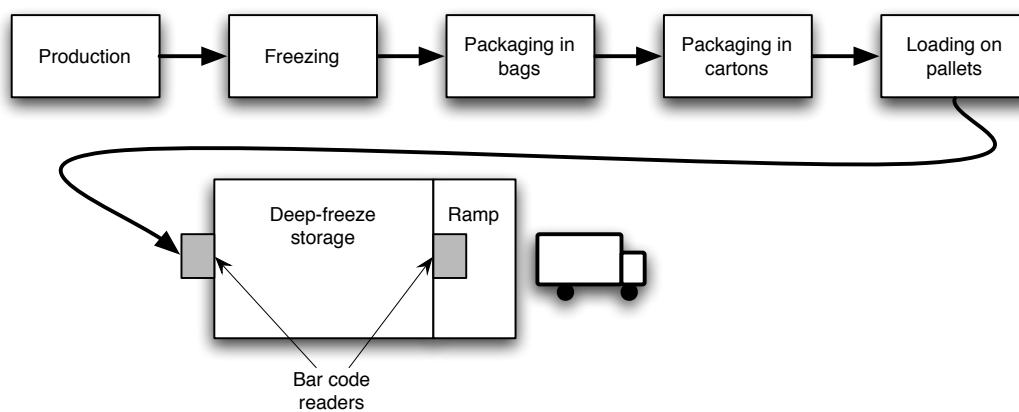 Production
Freezing
Packaging in
bags
Packaging in
cartons
Loading on
pallets
Deep-freeze
storage
Ramp
Bar code
readers